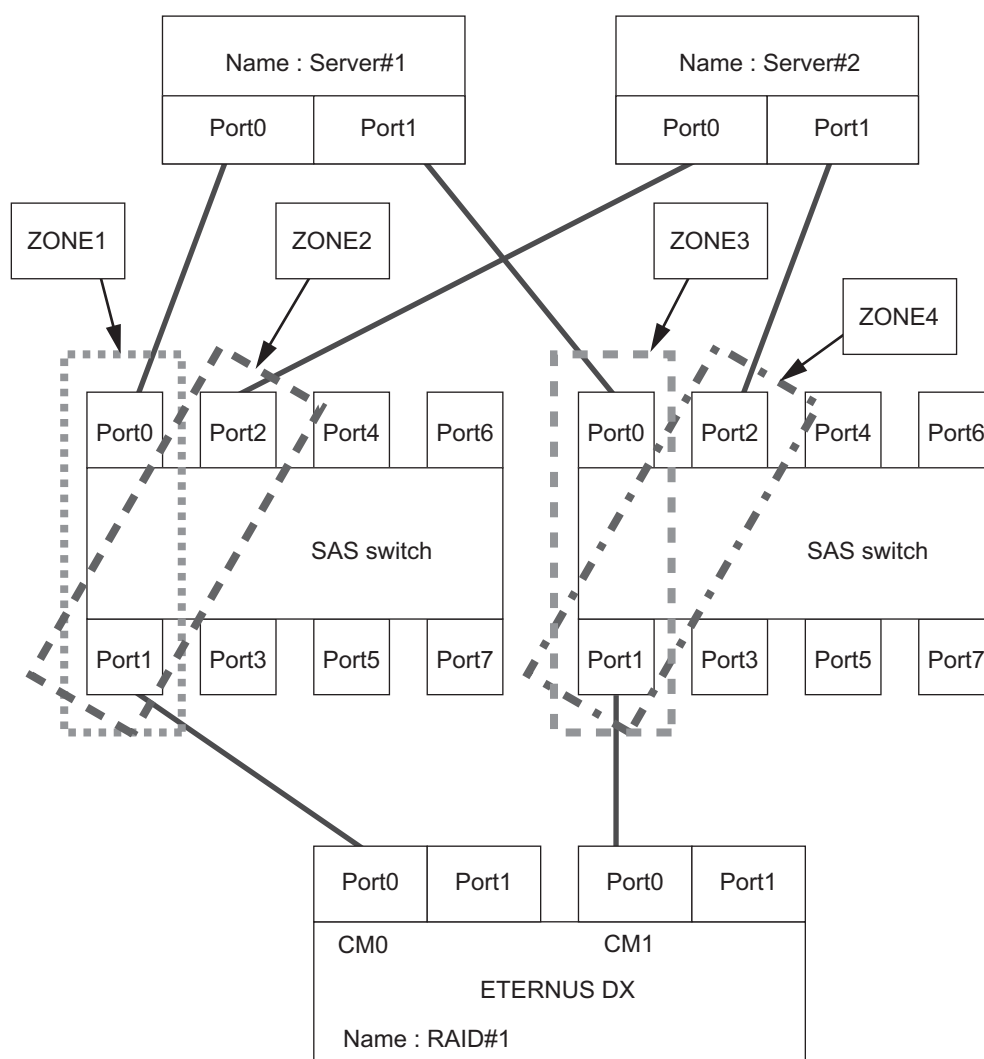 Name : Server#1
Name : Server#2
Port0
Port1
Port0
Port1
ZONE1
ZONE2
ZONE3
ZONE4
Port0
Port2
Port4
Port6
Port0
Port2
Port4
Port6
SAS switch
SAS switch
Port1
Port3
Port5
Port7
Port1
Port3
Port5
Port7
Port0
Port1
Port0
Port1
CM0
CM1
ETERNUS DX
Name : RAID#1